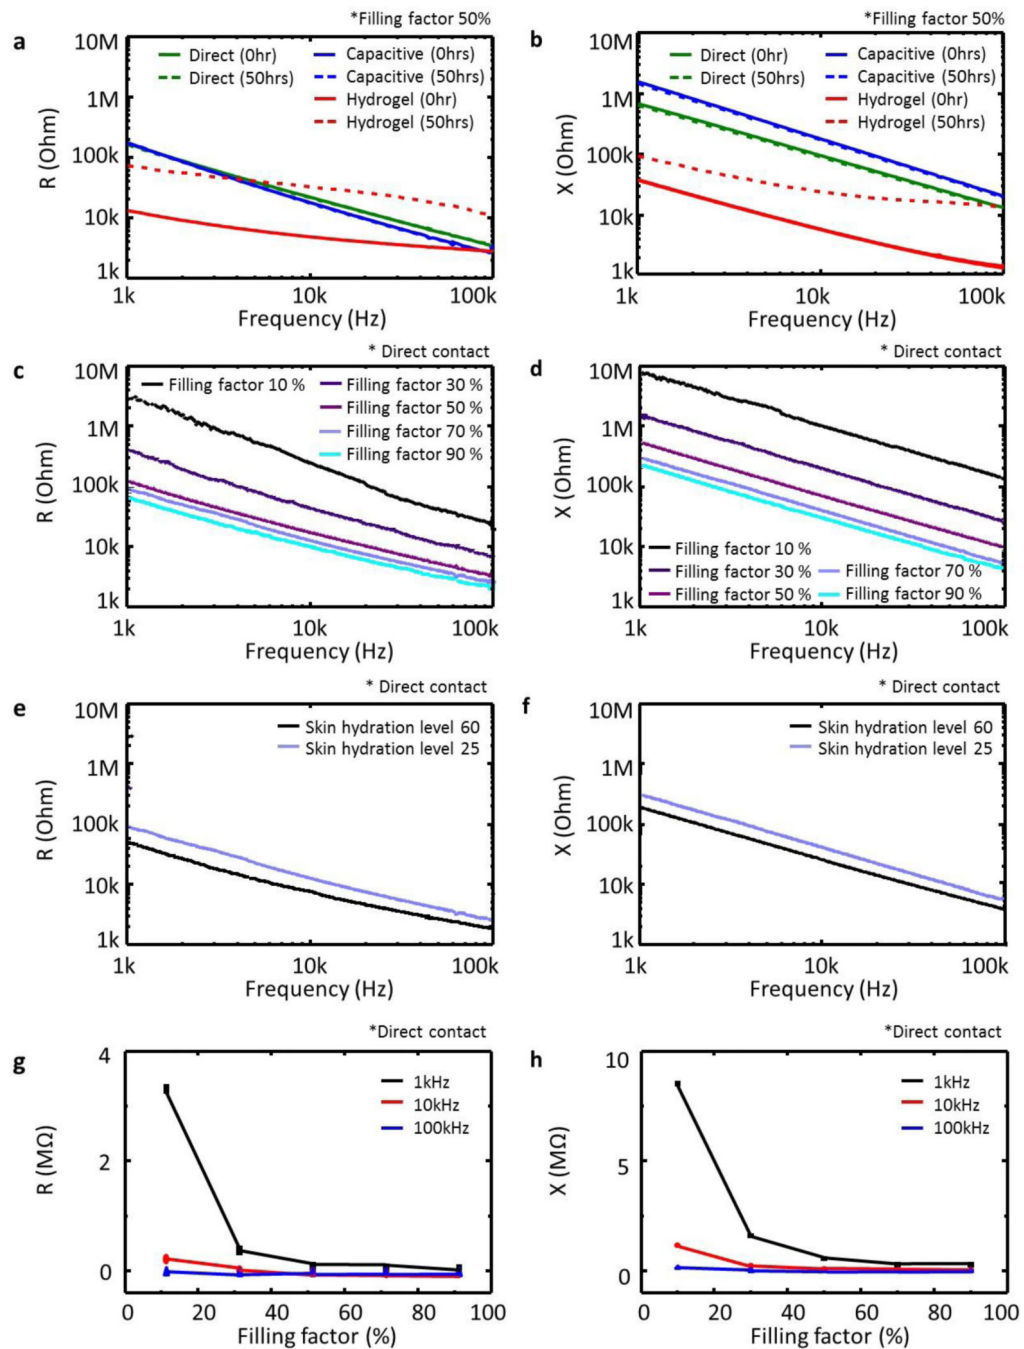 *Filling factor 50%
a
10M
1M
100k
10k
1k
R (Ohm)
Direct (0hr)
Direct (50hrs)
Capacitive (0hrs)
Capacitive (50hrs)
Hydrogel (0hr)
Hydrogel (50hrs)
1k
10k
100k
Frequency (Hz)
*Filling factor 50%
b
10M
1M
100k
10k
1k
X (Ohm)
Direct (0hr)
Direct (50hrs)
Capacitive (0hrs)
Capacitive (50hrs)
Hydrogel (0hr)
Hydrogel (50hrs)
1k
10k
100k
Frequency (Hz)
* Direct contact
c
10M
1M
100k
10k
1k
R (Ohm)
Filling factor 10 %
Filling factor 30 %
Filling factor 50 %
Filling factor 70 %
Filling factor 90 %
1k
10k
100k
Frequency (Hz)
* Direct contact
d
10M
1M
100k
10k
1k
X (Ohm)
Filling factor 10 %
Filling factor 30 %
Filling factor 50 %
Filling factor 70 %
Filling factor 90 %
1k
10k
100k
Frequency (Hz)
* Direct contact
e
10M
1M
100k
10k
1k
R (Ohm)
Skin hydration level 60
Skin hydration level 25
1k
10k
100k
Frequency (Hz)
* Direct contact
f
10M
1M
100k
10k
1k
X (Ohm)
Skin hydration level 60
Skin hydration level 25
1k
10k
100k
Frequency (Hz)
*Direct contact
g
4
2
0
R (MΩ)
1kHz
10kHz
100kHz
0
20
40
60
80
100
Filling factor (%)
*Direct contact
h
10
5
0
X (MΩ)
1kHz
10kHz
100kHz
0
20
40
60
80
100
Filling factor (%)